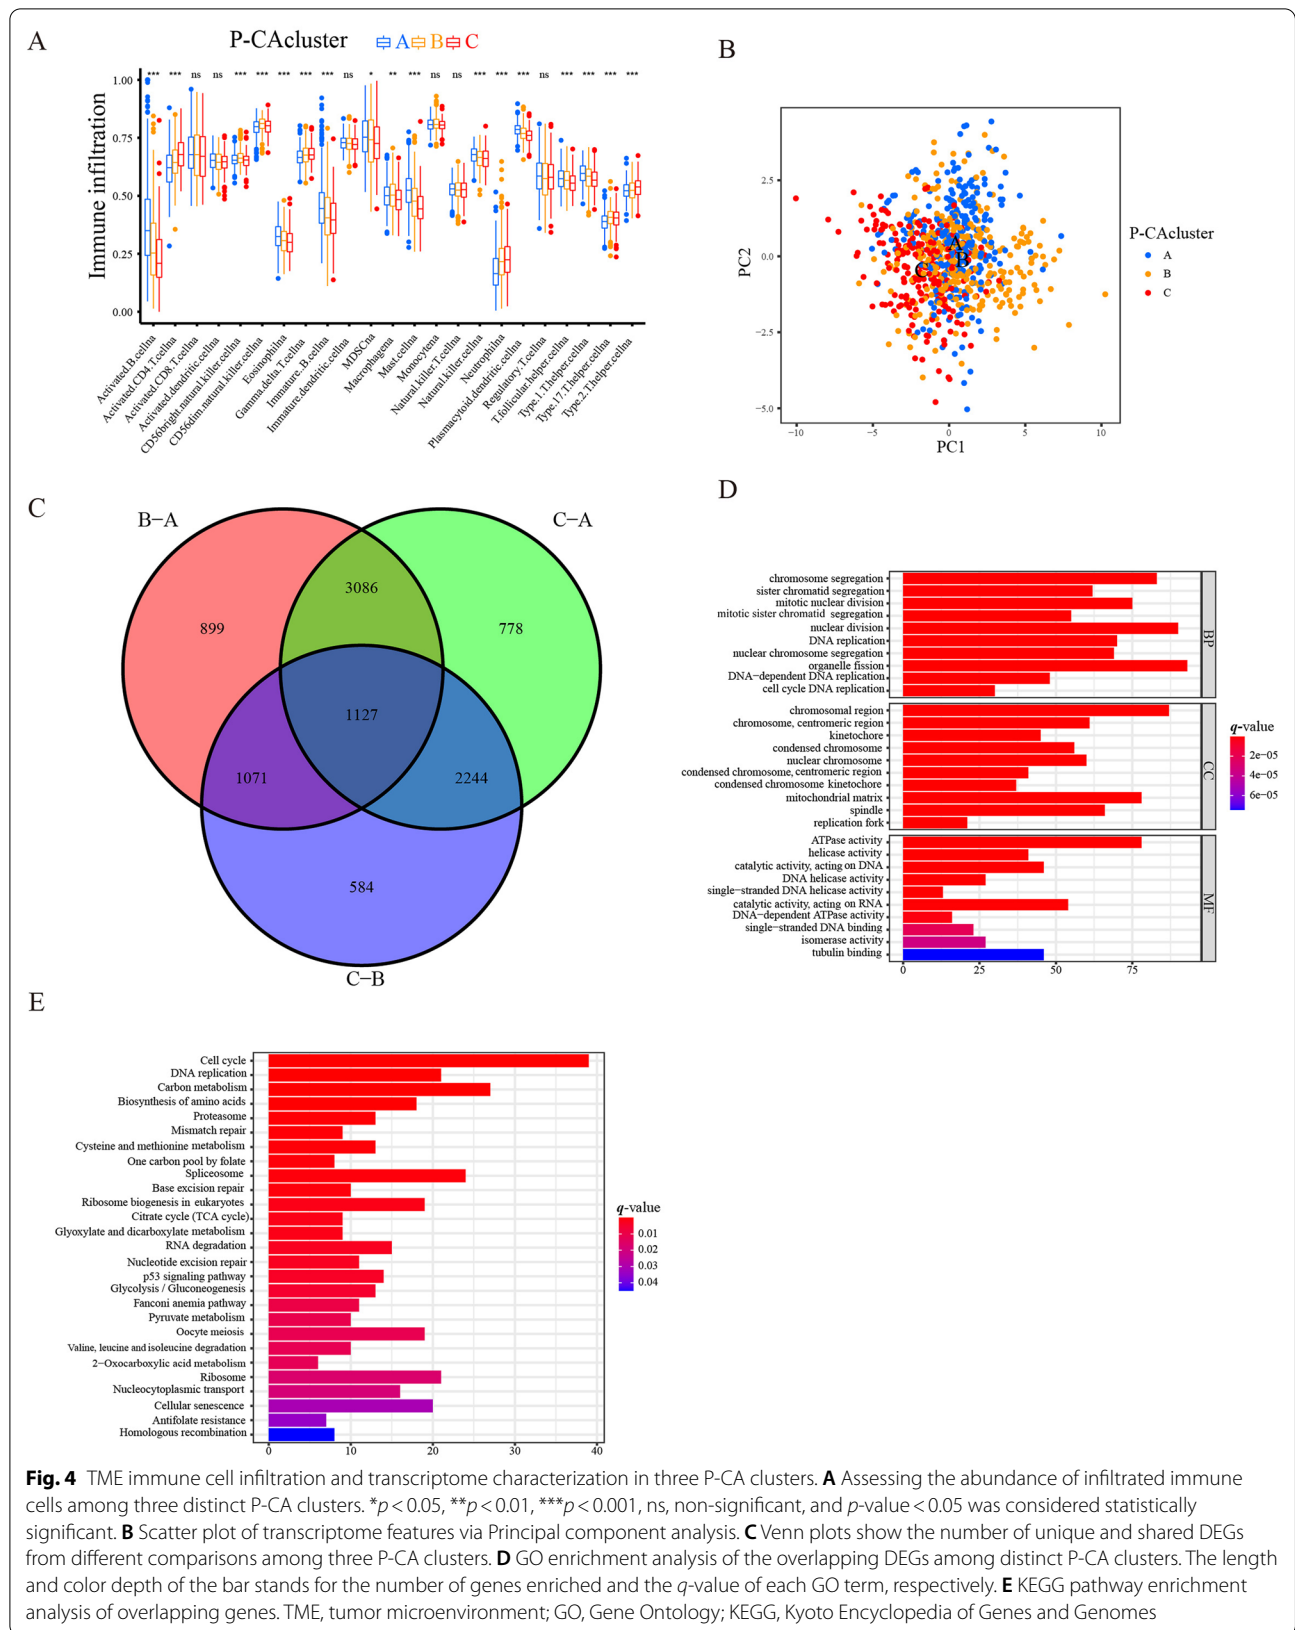 A
P-CAcluster A B C
Immune infiltration
1.00
0.75
0.50
0.25
0.00
*** *** ns ns *** *** *** *** *** ns * ** *** ns ns *** *** *** ns *** *** *** ***
Activated.B.cellna
Activated.CD4.T.cellna
Activated.CD8.T.cellna
Activated.dendritic.cellna
CD56bright.natural.killer.cellna
CD56dim.natural.killer.cellna
Eosinophilna
Gamma.delta.T.cellna
Immature..B.cellna
Immature.dendritic.cellna
MDSCna
Macrophagena
Mast.cellna
Monocytena
Natural.killer.T.cellna
Natural.killer.cellna
Neutrophilna
Plasmacytoid.dendritic.cellna
Regulatory.T.cellna
T.follicular.helper.cellna
Type.1.T.helper.cellna
Type.17.T.helper.cellna
Type.2.T.helper.cellna
B
PC2
2.5
0.0
−2.5
−5.0
A
B
C
−10 −5 0 5 10
PC1
P-CAcluster
A
B
C
C
B−A
C−A
3086
899
778
1127
1071
2244
584
C−B
D
chromosome segregation
sister chromatid segregation
mitotic nuclear division
mitotic sister chromatid segregation
nuclear division
DNA replication
nuclear chromosome segregation
organelle fission
DNA−dependent DNA replication
cell cycle DNA replication
BP
chromosomal region
chromosome, centromeric region
kinetochore
condensed chromosome
nuclear chromosome
condensed chromosome, centromeric region
condensed chromosome kinetochore
mitochondrial matrix
spindle
replication fork
CC
ATPase activity
helicase activity
catalytic activity, acting on DNA
DNA helicase activity
single−stranded DNA helicase activity
catalytic activity, acting on RNA
DNA−dependent ATPase activity
single−stranded DNA binding
isomerase activity
tubulin binding
MF
0 25 50 75
q-value
2e−05
4e−05
6e−05
E
Cell cycle
DNA replication
Carbon metabolism
Biosynthesis of amino acids
Proteasome
Mismatch repair
Cysteine and methionine metabolism
One carbon pool by folate
Spliceosome
Base excision repair
Ribosome biogenesis in eukaryotes
Citrate cycle (TCA cycle)
Glyoxylate and dicarboxylate metabolism
RNA degradation
Nucleotide excision repair
p53 signaling pathway
Glycolysis / Gluconeogenesis
Fanconi anemia pathway
Pyruvate metabolism
Oocyte meiosis
Valine, leucine and isoleucine degradation
2−Oxocarboxylic acid metabolism
Ribosome
Nucleocytoplasmic transport
Cellular senescence
Antifolate resistance
Homologous recombination
0 10 20 30 40
q-value
0.01
0.02
0.03
0.04
Fig. 4 TME immune cell infiltration and transcriptome characterization in three P-CA clusters. A Assessing the abundance of infiltrated immune
cells among three distinct P-CA clusters. *p < 0.05, **p < 0.01, ***p < 0.001, ns, non-significant, and p-value < 0.05 was considered statistically
significant. B Scatter plot of transcriptome features via Principal component analysis. C Venn plots show the number of unique and shared DEGs
from different comparisons among three P-CA clusters. D GO enrichment analysis of the overlapping DEGs among distinct P-CA clusters. The length
and color depth of the bar stands for the number of genes enriched and the q-value of each GO term, respectively. E KEGG pathway enrichment
analysis of overlapping genes. TME, tumor microenvironment; GO, Gene Ontology; KEGG, Kyoto Encyclopedia of Genes and Genomes